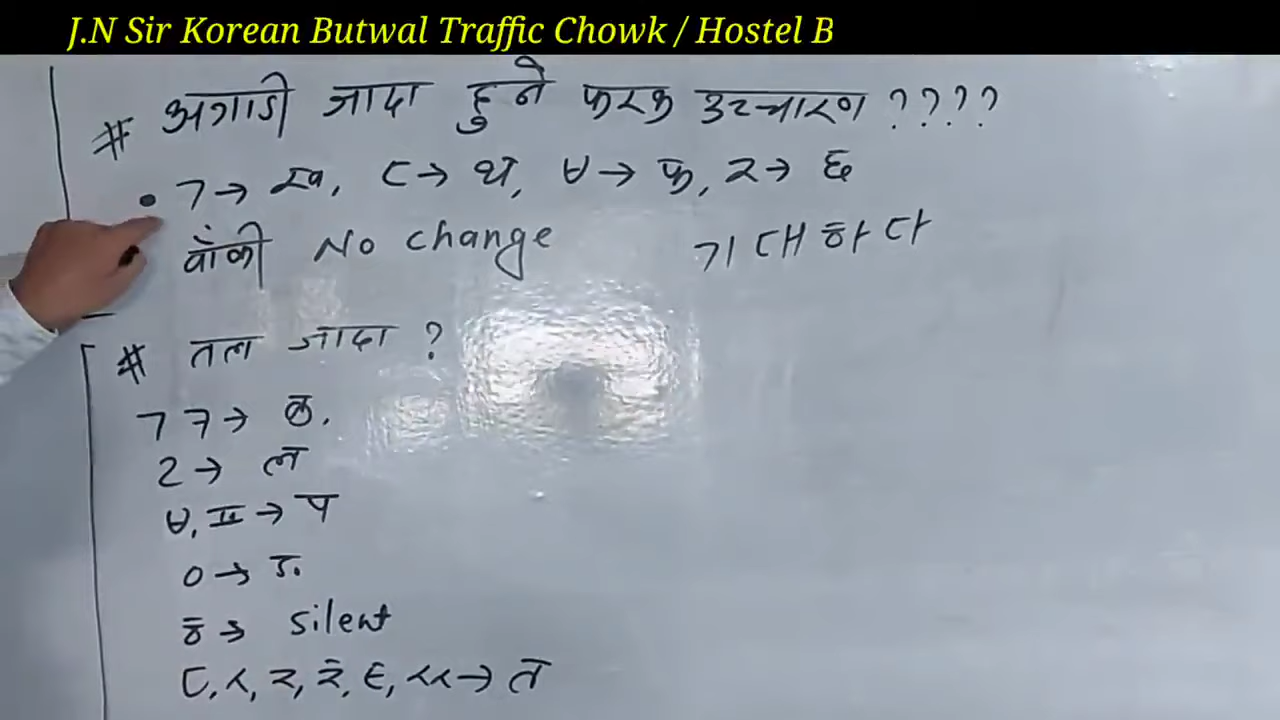 J.N Sir Korean Butwal Traffic Chowk / Hostel B
# अगाडी जादा हुने फरक उच्चारण ????
• ㄱ→ ख, ㄷ→ थ, ㅂ→ फ, ㅈ→ छ
बाँकी No change 기대하다
# तल जादा ?
ㄱ ㅋ→ क.
ㄹ→ ल
ㅂ,ㅍ→ प
ㅇ→ ङ
ㅎ→ silent
ㄷ,ㅅ,ㅈ,ㅊ,ㅌ,ㅆ→ त